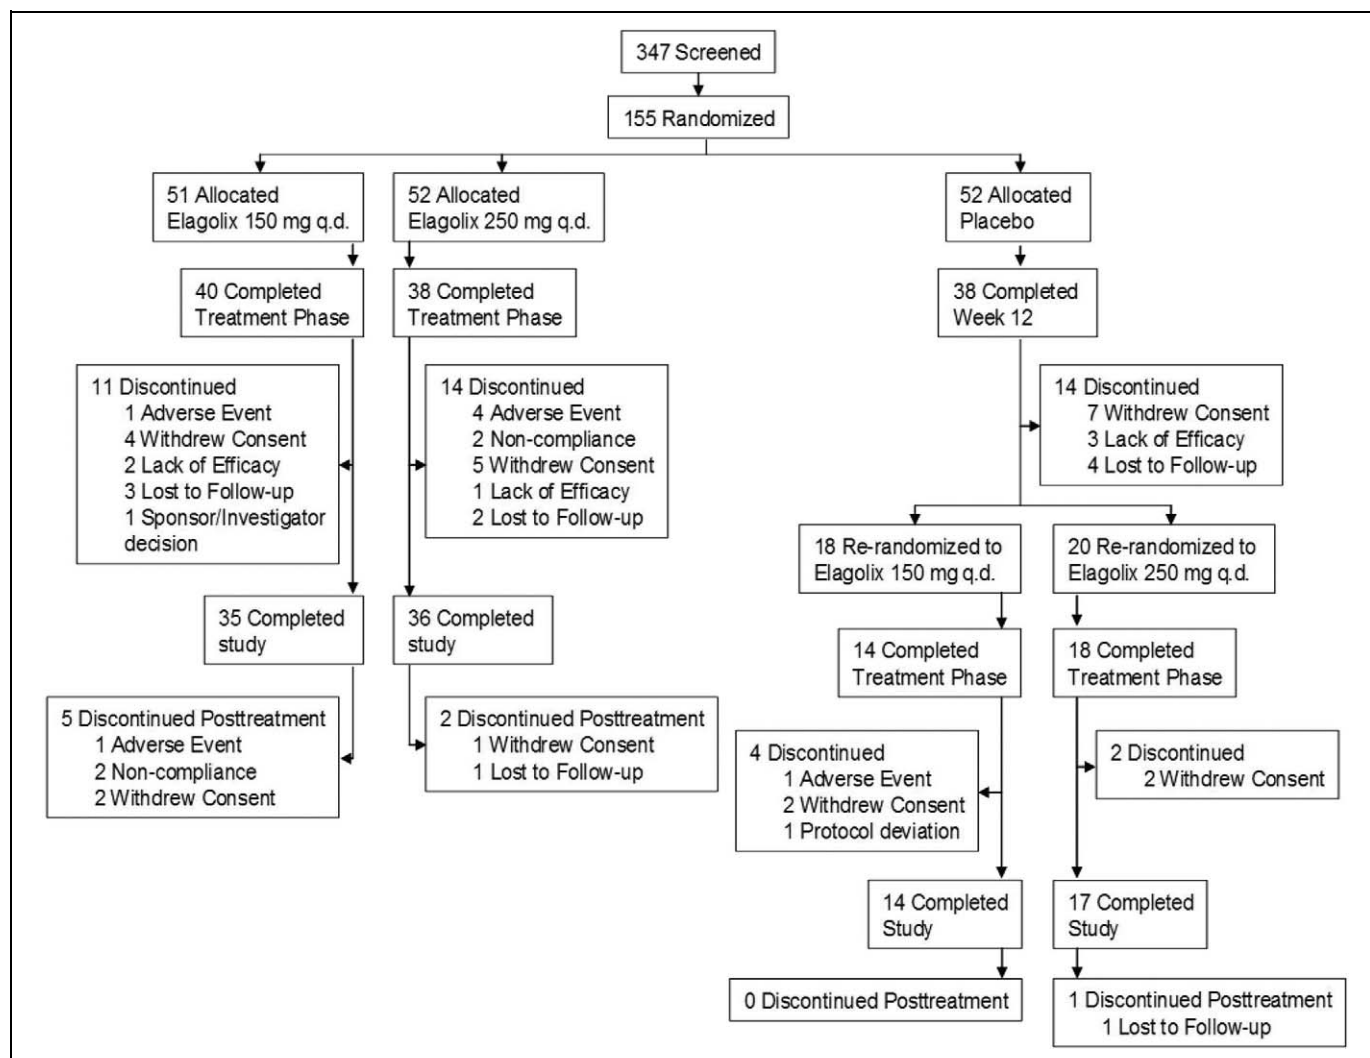 347 Screened
155 Randomized
51 Allocated
Elagolix 150 mg q.d.
52 Allocated
Elagolix 250 mg q.d.
52 Allocated
Placebo
40 Completed
Treatment Phase
38 Completed
Treatment Phase
38 Completed
Week 12
11 Discontinued
1 Adverse Event
4 Withdrew Consent
2 Lack of Efficacy
3 Lost to Follow-up
1 Sponsor/Investigator
decision
14 Discontinued
4 Adverse Event
2 Non-compliance
5 Withdrew Consent
1 Lack of Efficacy
2 Lost to Follow-up
14 Discontinued
7 Withdrew Consent
3 Lack of Efficacy
4 Lost to Follow-up
18 Re-randomized to
Elagolix 150 mg q.d.
20 Re-randomized to
Elagolix 250 mg q.d.
35 Completed
study
36 Completed
study
14 Completed
Treatment Phase
18 Completed
Treatment Phase
5 Discontinued Posttreatment
1 Adverse Event
2 Non-compliance
2 Withdrew Consent
2 Discontinued Posttreatment
1 Withdrew Consent
1 Lost to Follow-up
4 Discontinued
1 Adverse Event
2 Withdrew Consent
1 Protocol deviation
2 Discontinued
2 Withdrew Consent
14 Completed
Study
17 Completed
Study
0 Discontinued Posttreatment
1 Discontinued Posttreatment
1 Lost to Follow-up